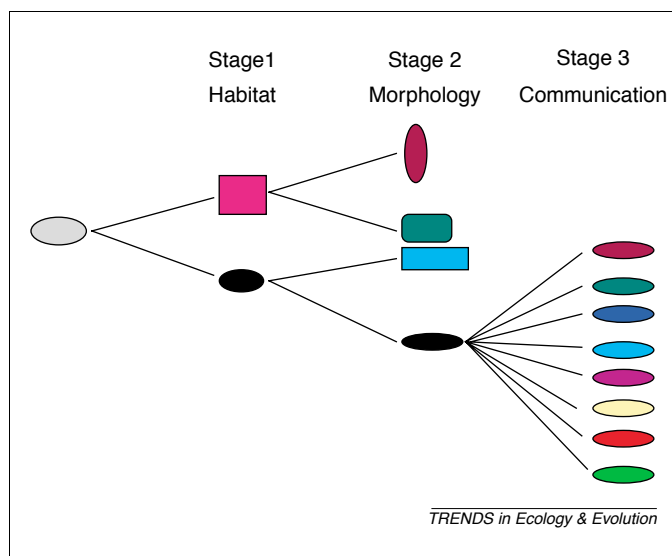 Stage1
Habitat
Stage 2
Morphology
Stage 3
Communication
TRENDS in Ecology & Evolution